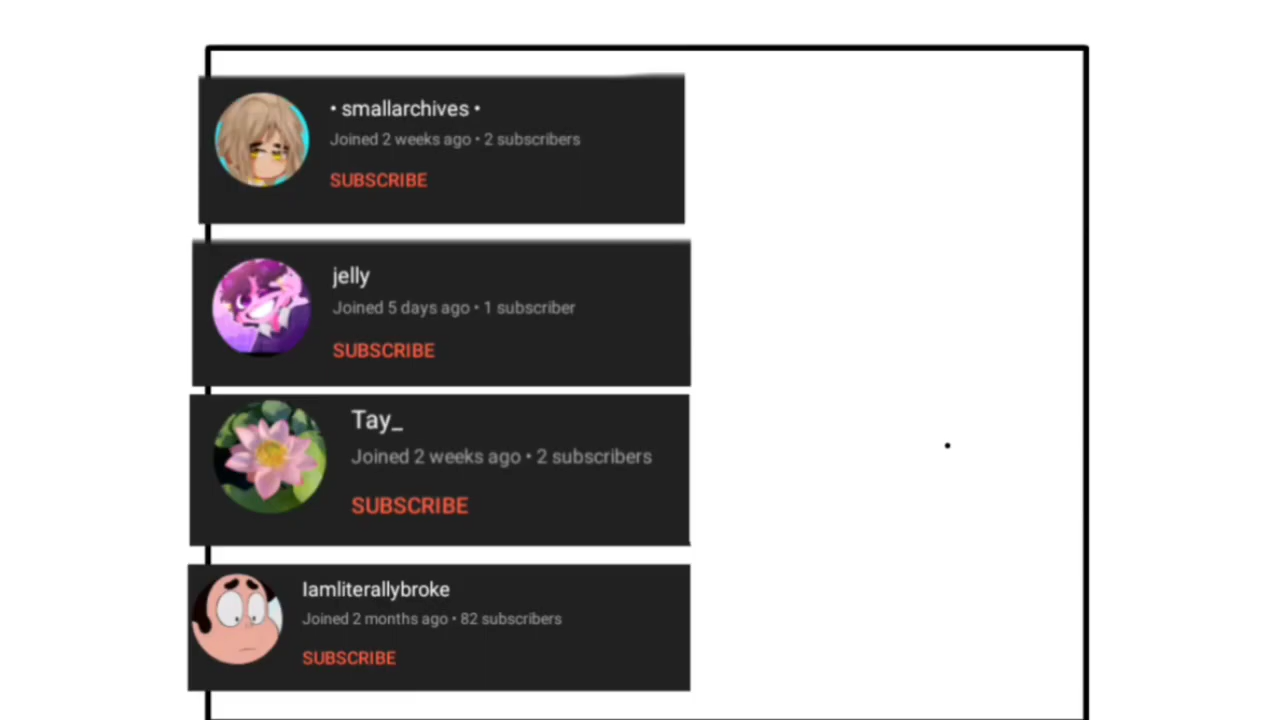 • smallarchives •
Joined 2 weeks ago • 2 subscribers
SUBSCRIBE
jelly
Joined 5 days ago • 1 subscriber
SUBSCRIBE
Tay_
Joined 2 weeks ago • 2 subscribers
SUBSCRIBE
Iamliterallybroke
Joined 2 months ago • 82 subscribers
SUBSCRIBE